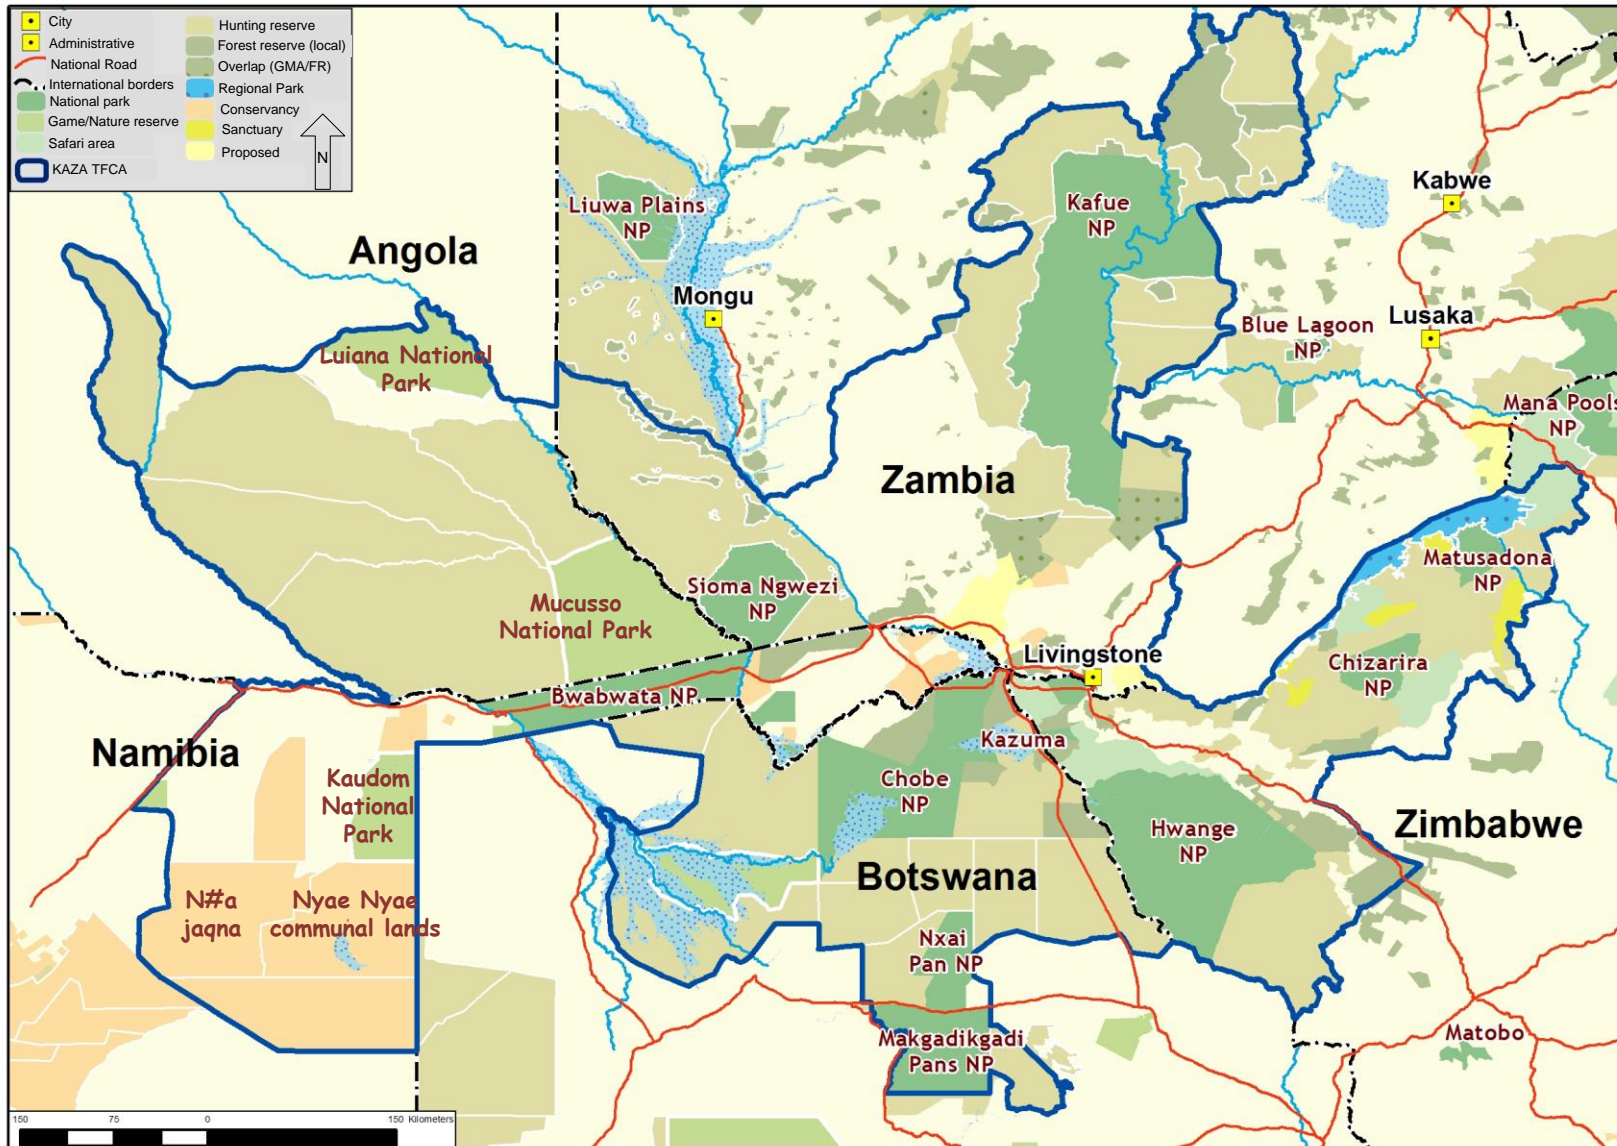 City
Administrative
National Road
International borders
National park
Game/Nature reserve
Safari area
KAZA TFCA
Hunting reserve
Forest reserve (local)
Overlap (GMA/FR)
Regional Park
Conservancy
Sanctuary
Proposed
N
Angola
Liuwa Plains
NP
Mongu
Kafue
NP
Kabwe
Lusaka
Blue Lagoon
NP
Mana Pools
NP
Luiana National
Park
Zambia
Mucusso
National Park
Sioma Ngwezi
NP
Matusadona
NP
Livingstone
Chizarira
NP
Bwabwata NP
Namibia
Kaudom
National
Park
Kazuma
Chobe
NP
Hwange
NP
Zimbabwe
Botswana
N#a
jaqna
Nyae Nyae
communal lands
Nxai
Pan NP
Makgadikgadi
Pans NP
Matobo
150 75 0 150 Kilometers